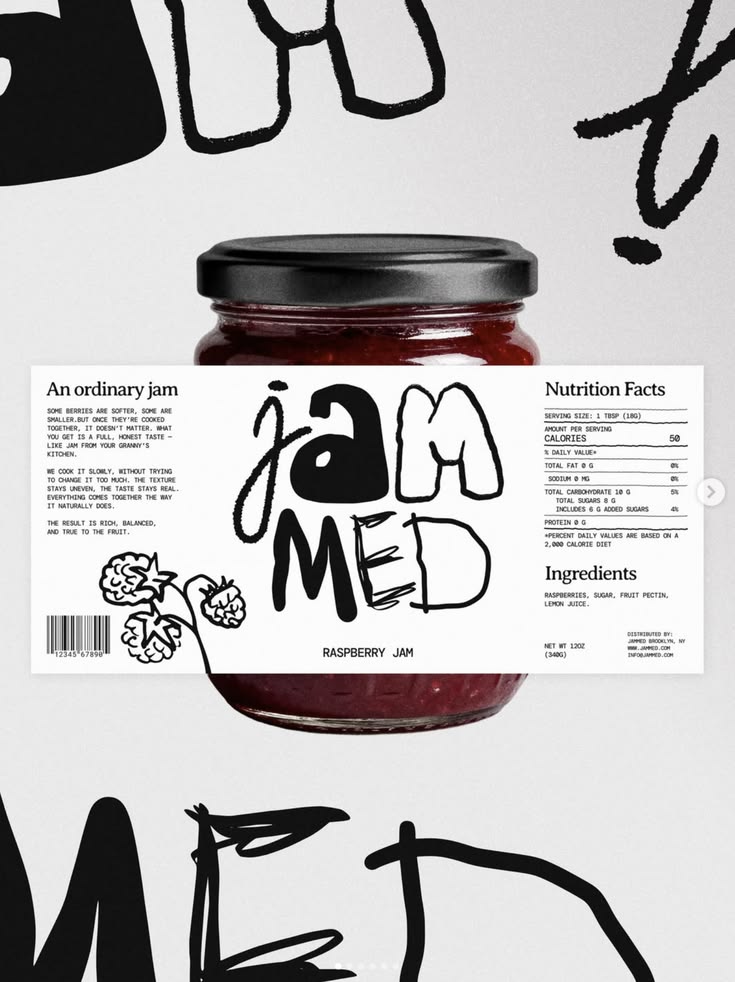 jam
MED
An ordinary jam
SOME BERRIES ARE SOFTER, SOME ARE
SMALLER.BUT ONCE THEY'RE COOKED
TOGETHER, IT DOESN'T MATTER. WHAT
YOU GET IS A FULL, HONEST TASTE —
LIKE JAM FROM YOUR GRANNY'S
KITCHEN.
WE COOK IT SLOWLY, WITHOUT TRYING
TO CHANGE IT TOO MUCH. THE TEXTURE
STAYS UNEVEN, THE TASTE STAYS REAL.
EVERYTHING COMES TOGETHER THE WAY
IT NATURALLY DOES.
THE RESULT IS RICH, BALANCED,
AND TRUE TO THE FRUIT.
12345 67890
RASPBERRY JAM
Nutrition Facts
SERVING SIZE: 1 TBSP (18G)
AMOUNT PER SERVING
CALORIES 50
% DAILY VALUE*
TOTAL FAT 0 G 0%
SODIUM 0 MG 0%
TOTAL CARBOHYDRATE 10 G 5%
TOTAL SUGARS 8 G
INCLUDES 6 G ADDED SUGARS 4%
PROTEIN 0 G
*PERCENT DAILY VALUES ARE BASED ON A
2,000 CALORIE DIET
Ingredients
RASPBERRIES, SUGAR, FRUIT PECTIN,
LEMON JUICE.
NET WT 12OZ
(340G)
DISTRIBUTED BY:
JAMMED BROOKLYN, NY
WWW.JAMMED.COM
INFO@JAMMED.COM
MED